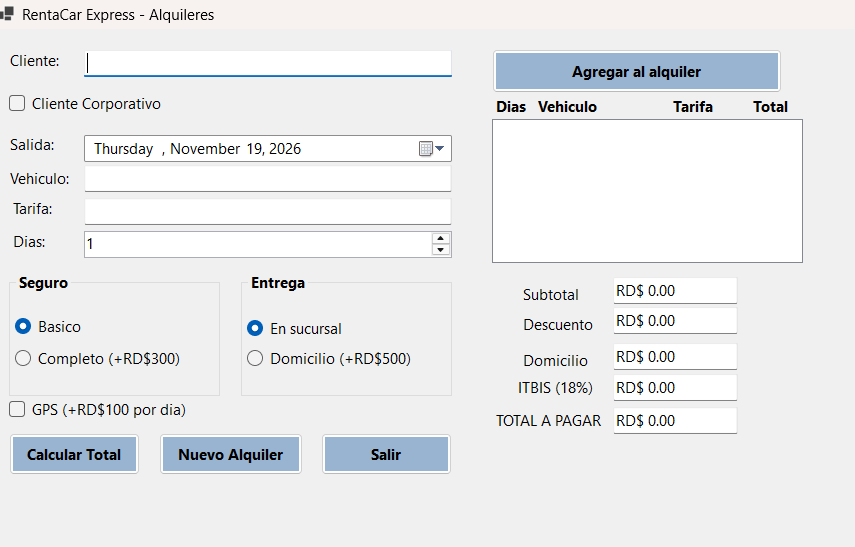 RentaCar Express - Alquileres
Cliente:
Cliente Corporativo
Salida: Thursday , November 19, 2026
Vehiculo:
Tarifa:
Dias: 1
Seguro
Basico
Completo (+RD$300)
Entrega
En sucursal
Domicilio (+RD$500)
GPS (+RD$100 por dia)
Calcular Total
Nuevo Alquiler
Salir
Agregar al alquiler
Dias Vehiculo Tarifa Total
Subtotal RD$ 0.00
Descuento RD$ 0.00
Domicilio RD$ 0.00
ITBIS (18%) RD$ 0.00
TOTAL A PAGAR RD$ 0.00